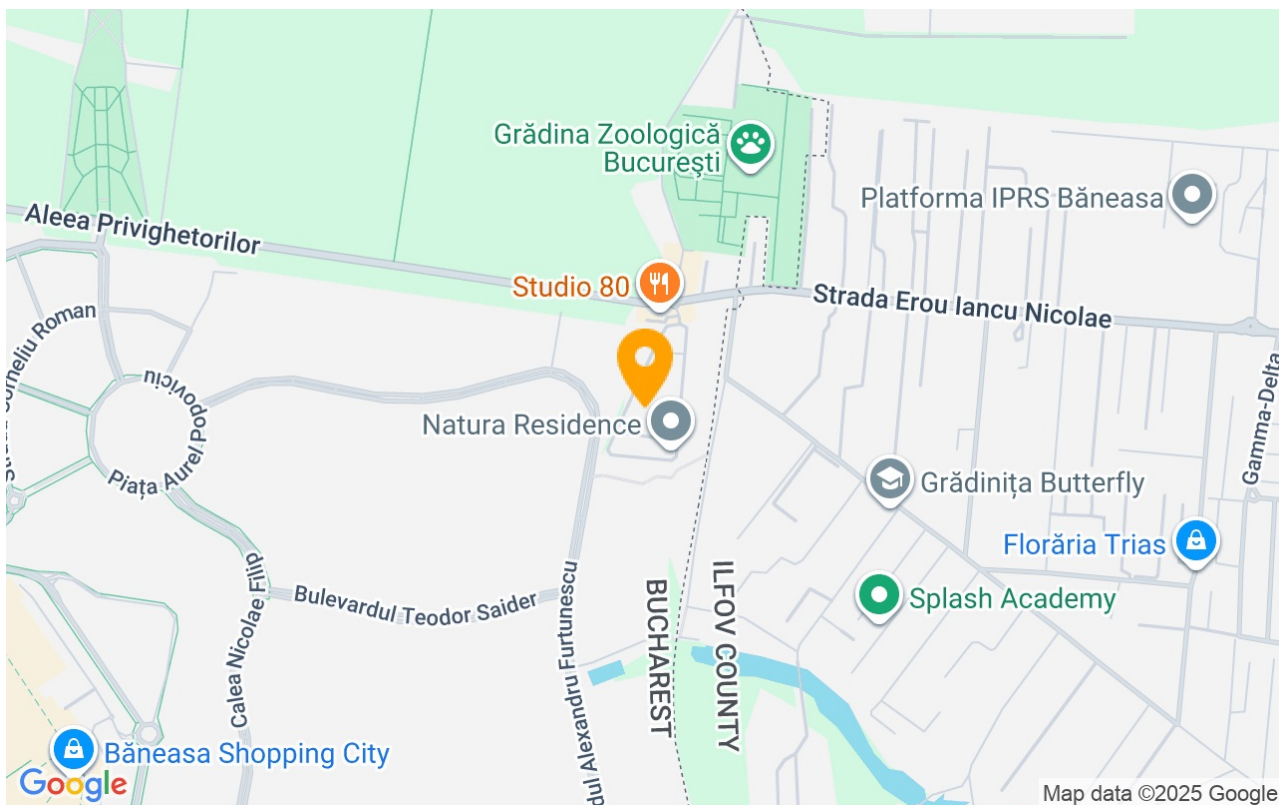 Grădina Zoologică
București
Platforma IPRS Băneasa
Aleea Privighetorilor
Studio 80
Strada Erou Iancu Nicolae
Corneliu Roman
Piața Aurel Popoviciu
Natura Residence
Gamma-Delta
Grădinița Butterfly
Florăria Trias
Splash Academy
Bulevardul Teodor Saider
Calea Nicolae Filip
dul Alexandru Furtunescu
BUCHAREST
ILFOV COUNTY
Băneasa Shopping City
Google
Map data ©2025 Google